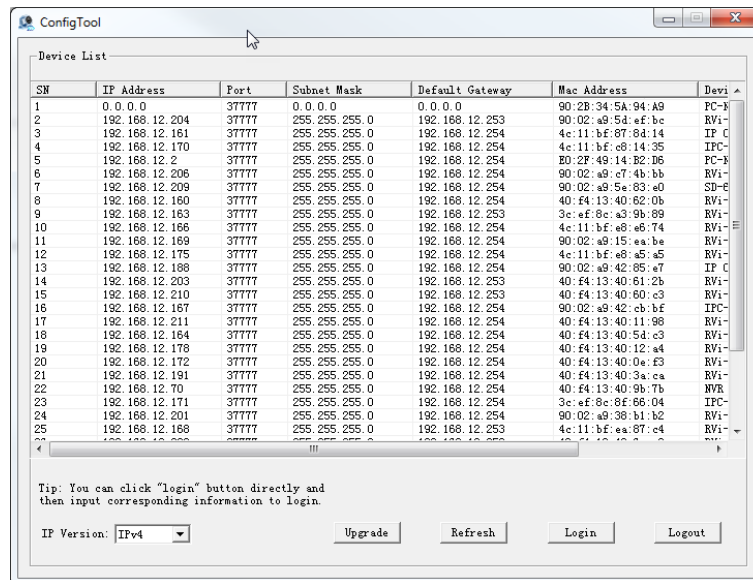 ConfigTool
Device List
SN IP Address Port Subnet Mask Default Gateway Mac Address Devi
1 0.0.0.0 37777 0.0.0.0 0.0.0.0 90:2B:34:5A:94:A9 PC-
2 192.168.12.204 37777 255.255.255.0 192.168.12.253 90:02:a9:5d:ef:bc RVi-
3 192.168.12.161 37777 255.255.255.0 192.168.12.254 4c:11:bf:87:8d:14 IP C
4 192.168.12.170 37777 255.255.255.0 192.168.12.254 4c:11:bf:c8:14:35 IPC-
5 192.168.12.2 37777 255.255.255.0 192.168.12.254 E0:2F:49:14:B2:D6 PC-
6 192.168.12.206 37777 255.255.255.0 192.168.12.254 90:02:a9:c7:4b:bb RVi-
7 192.168.12.209 37777 255.255.255.0 192.168.12.254 90:02:a9:5e:83:e0 SD-6
8 192.168.12.160 37777 255.255.255.0 192.168.12.254 40:f4:13:40:62:0b RVi-
9 192.168.12.163 37777 255.255.255.0 192.168.12.253 3c:ef:8c:a3:9b:89 RVi-
10 192.168.12.166 37777 255.255.255.0 192.168.12.254 4c:11:bf:e8:e6:74 RVi-
11 192.168.12.169 37777 255.255.255.0 192.168.12.254 90:02:a9:15:ea:be RVi-
12 192.168.12.175 37777 255.255.255.0 192.168.12.254 4c:11:bf:e8:a5:a5 RVi-
13 192.168.12.188 37777 255.255.255.0 192.168.12.254 90:02:a9:42:85:e7 IP C
14 192.168.12.203 37777 255.255.255.0 192.168.12.253 40:f4:13:40:61:2b RVi-
15 192.168.12.210 37777 255.255.255.0 192.168.12.253 40:f4:13:40:60:c3 RVi-
16 192.168.12.167 37777 255.255.255.0 192.168.12.254 90:02:a9:42:cb:bf IPC-
17 192.168.12.211 37777 255.255.255.0 192.168.12.254 40:f4:13:40:11:98 RVi-
18 192.168.12.164 37777 255.255.255.0 192.168.12.254 40:f4:13:40:5d:c3 RVi-
19 192.168.12.178 37777 255.255.255.0 192.168.12.254 40:f4:13:40:12:a4 RVi-
20 192.168.12.172 37777 255.255.255.0 192.168.12.254 40:f4:13:40:0e:f3 RVi-
21 192.168.12.191 37777 255.255.255.0 192.168.12.254 40:f4:13:40:3a:ca RVi-
22 192.168.12.70 37777 255.255.255.0 192.168.12.254 40:f4:13:40:9b:7b NVR
23 192.168.12.171 37777 255.255.255.0 192.168.12.254 3c:ef:8c:8f:66:04 IPC-
24 192.168.12.201 37777 255.255.255.0 192.168.12.254 90:02:a9:38:b1:b2 RVi-
25 192.168.12.168 37777 255.255.255.0 192.168.12.254 4c:11:bf:ea:87:c4 RVi-
Tip: You can click "login" button directly and
then input corresponding information to login.
IP Version: IPv4 Upgrade Refresh Login Logout